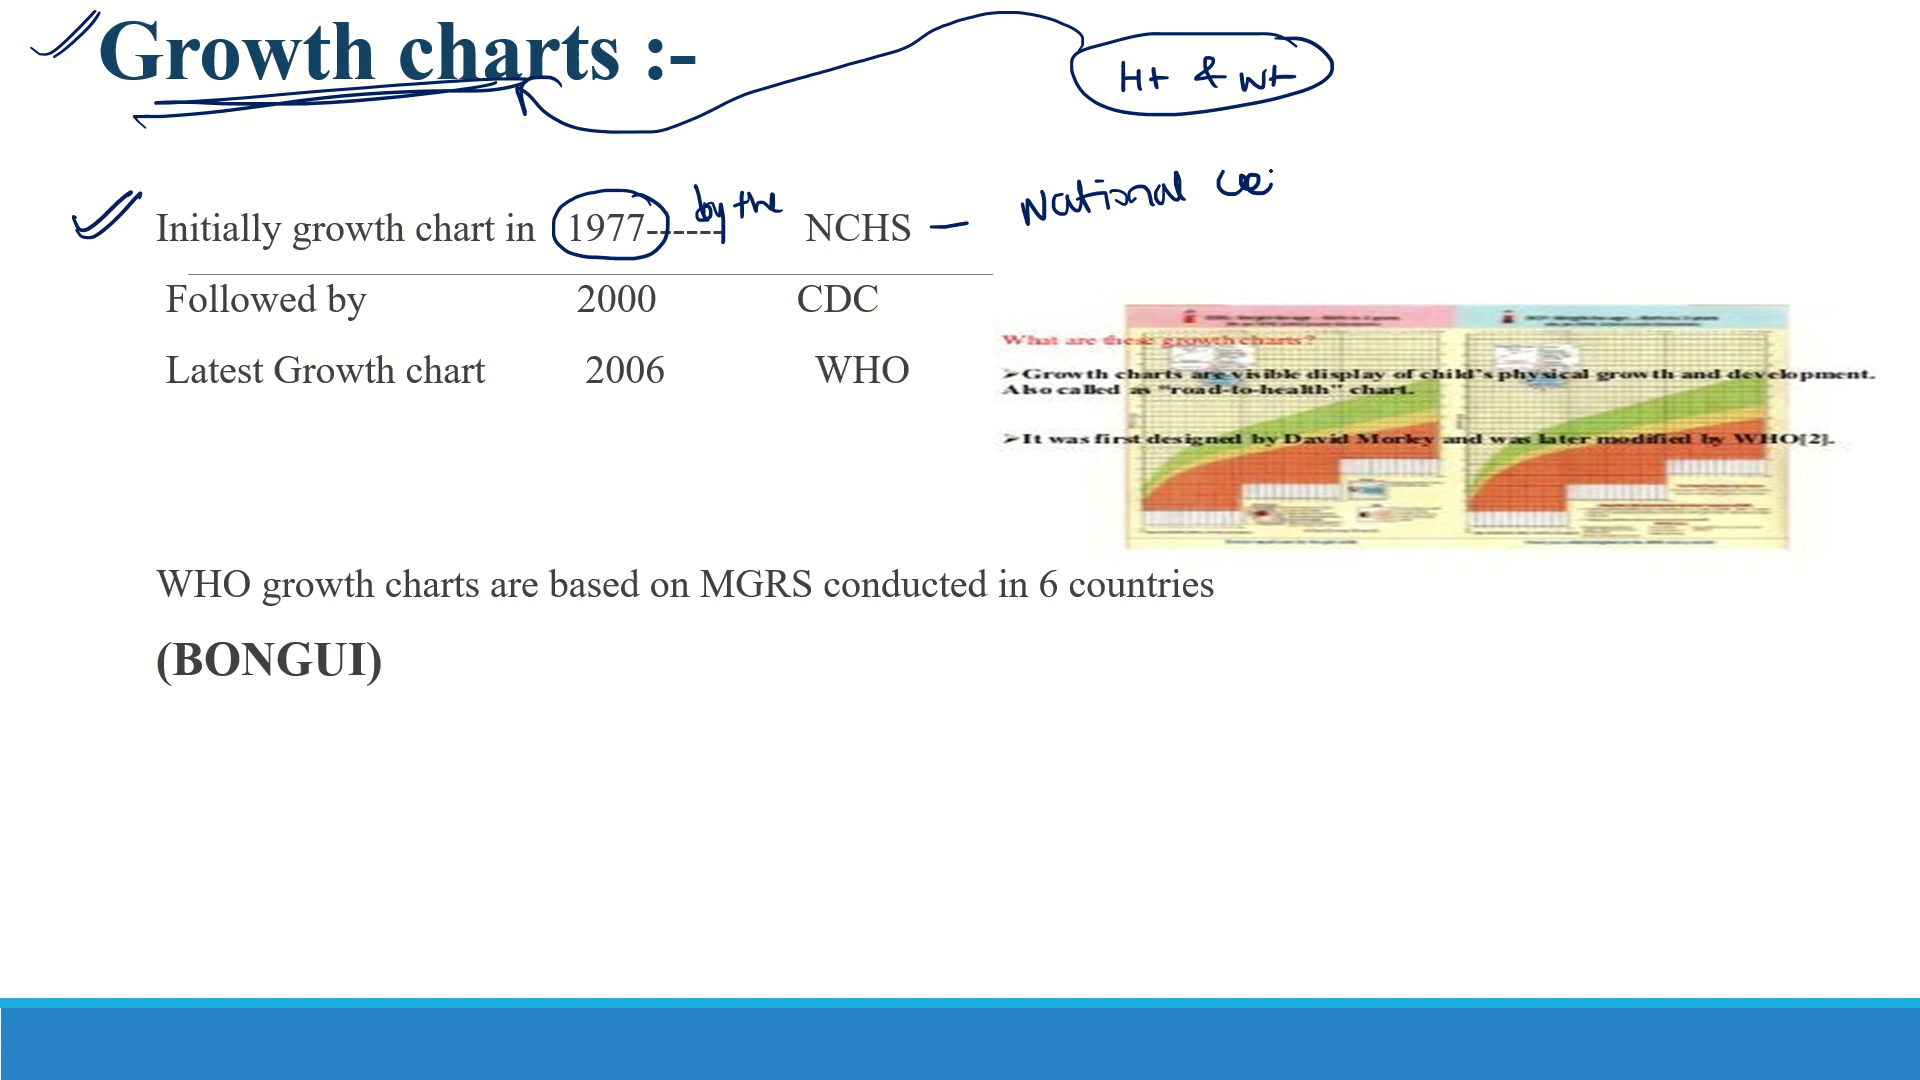 Growth charts :-
Ht & wt
Initially growth chart in 1977------ by the NCHS – National
Followed by 2000 CDC
Latest Growth chart 2006 WHO
What are these growth charts?
➢Growth charts are visible display of child's physical growth and development.
Also called as "road-to-health" chart.
➢It was first designed by David Morley and was later modified by WHO[2].
WHO growth charts are based on MGRS conducted in 6 countries
(BONGUI)